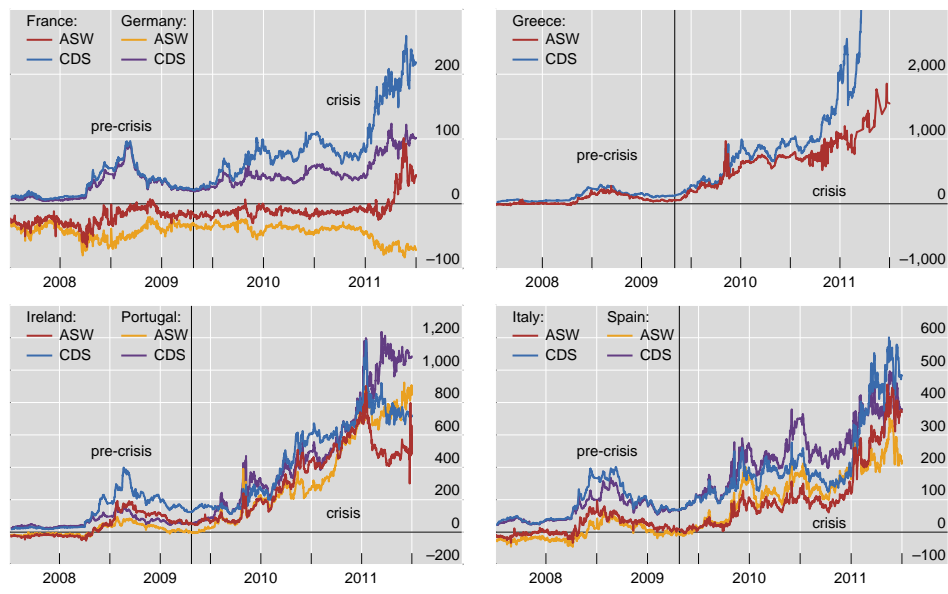 France: Germany:
ASW ASW
CDS CDS
pre-crisis
crisis
200
100
0
–100
2008 2009 2010 2011
Greece:
ASW
CDS
pre-crisis
crisis
2,000
1,000
0
–1,000
2008 2009 2010 2011
Ireland: Portugal:
ASW ASW
CDS CDS
pre-crisis
crisis
1,200
1,000
800
600
400
200
0
–200
2008 2009 2010 2011
Italy: Spain:
ASW ASW
CDS CDS
pre-crisis
crisis
600
500
400
300
200
100
0
–100
2008 2009 2010 2011